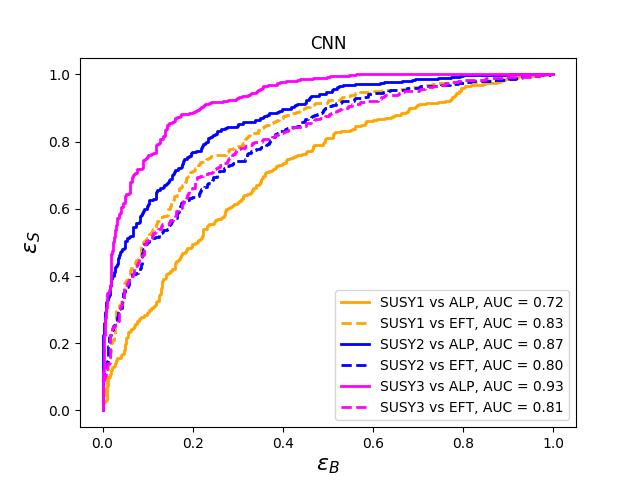 CNN
1.0
0.8
0.6
0.4
0.2
0.0
ε_S
SUSY1 vs ALP, AUC = 0.72
SUSY1 vs EFT, AUC = 0.83
SUSY2 vs ALP, AUC = 0.87
SUSY2 vs EFT, AUC = 0.80
SUSY3 vs ALP, AUC = 0.93
SUSY3 vs EFT, AUC = 0.81
0.0 0.2 0.4 0.6 0.8 1.0
ε_B